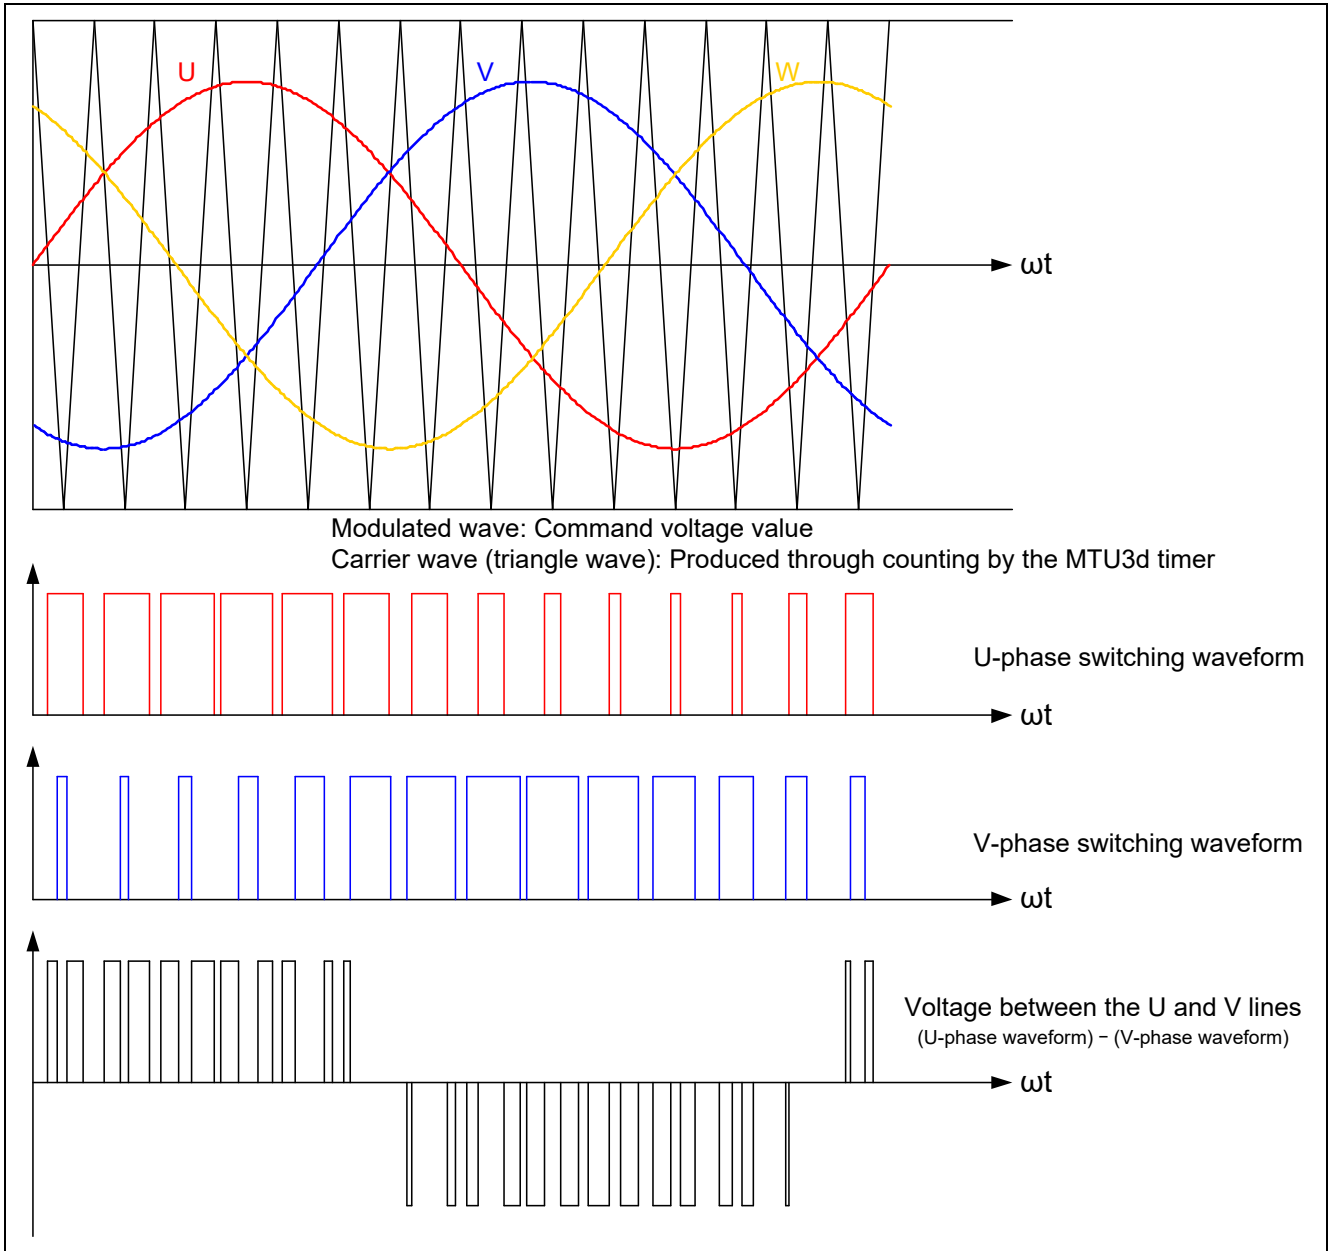 U
V
W
ωt
Modulated wave: Command voltage value
Carrier wave (triangle wave): Produced through counting by the MTU3d timer
U-phase switching waveform
ωt
V-phase switching waveform
ωt
Voltage between the U and V lines
(U-phase waveform) − (V-phase waveform)
ωt